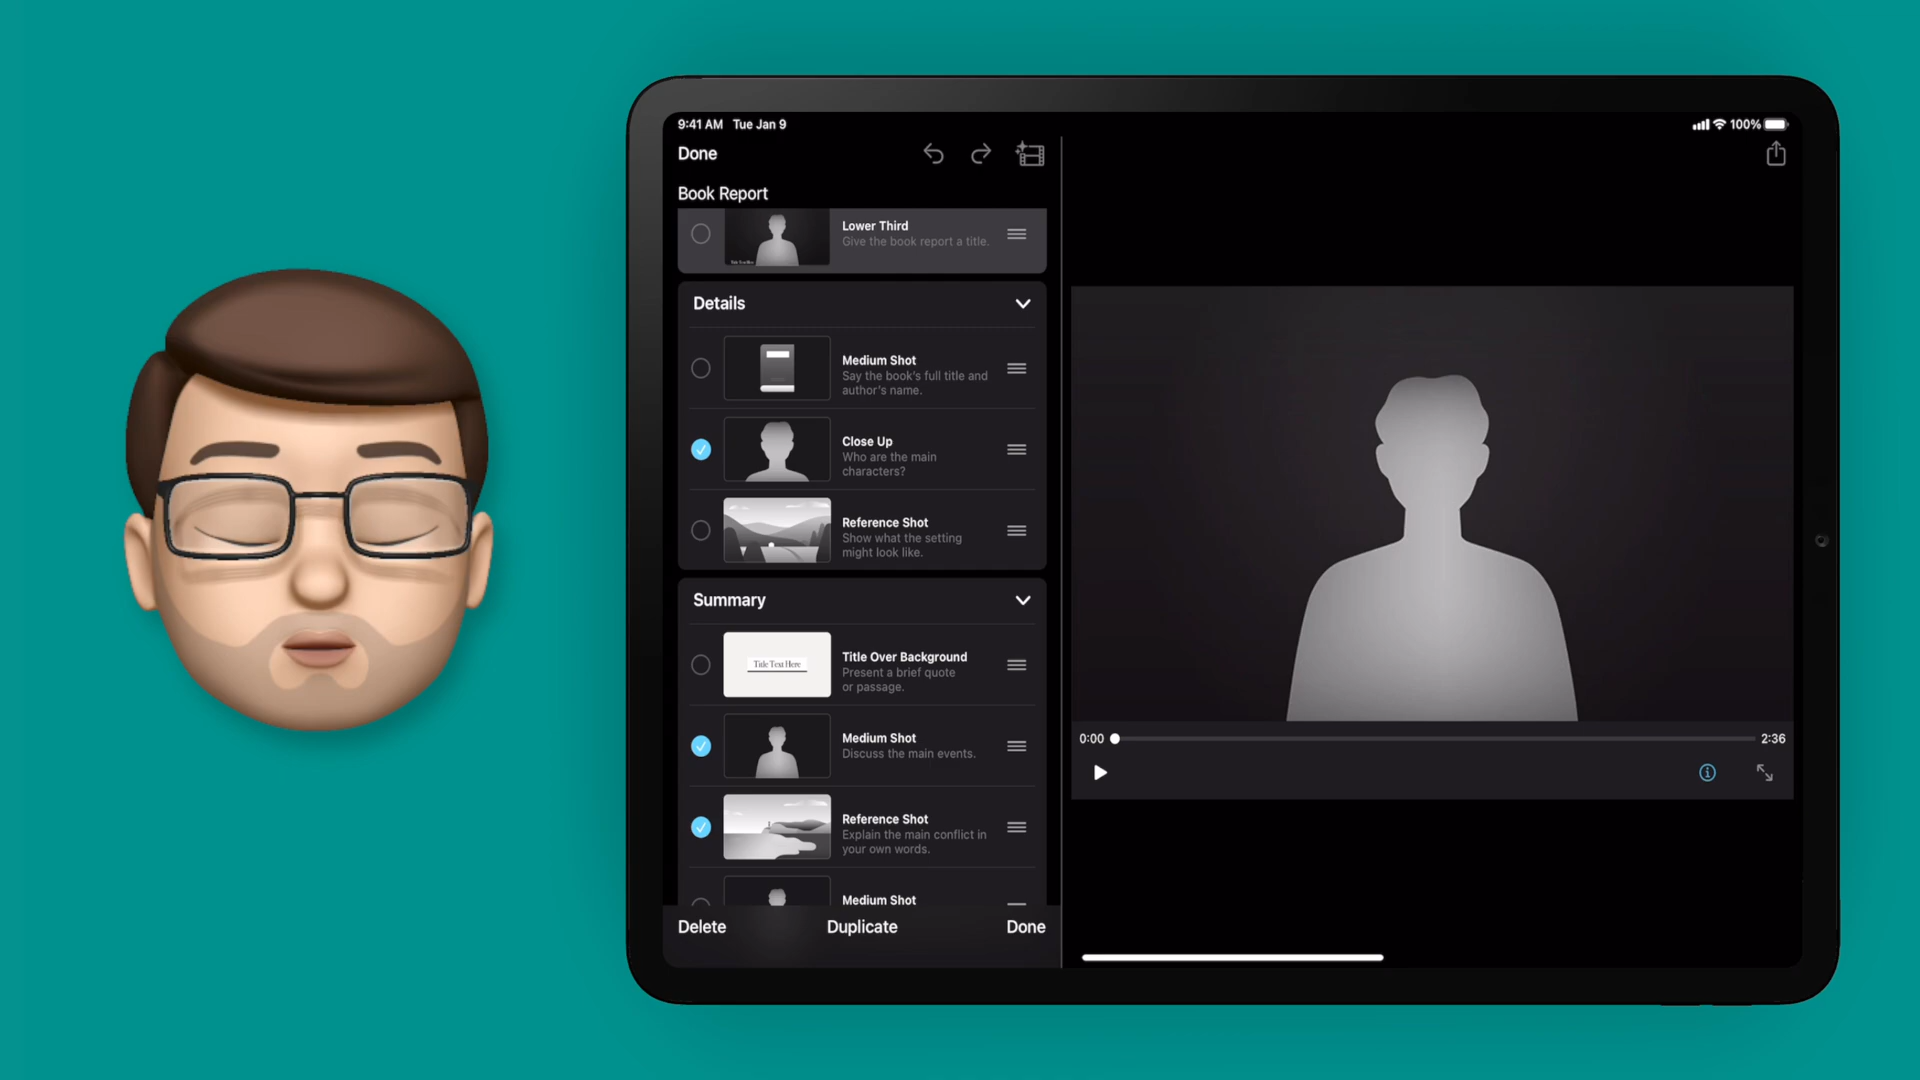 9:41 AM Tue Jan 9
100%
Done
Book Report
Lower Third
Give the book report a title.
Details
Medium Shot
Say the book's full title and
author's name.
Close Up
Who are the main
characters?
Reference Shot
Show what the setting
might look like.
Summary
Title Text Here
Title Over Background
Present a brief quote
or passage.
Medium Shot
Discuss the main events.
Reference Shot
Explain the main conflict in
your own words.
Medium Shot
Delete Duplicate Done
0:00
2:36